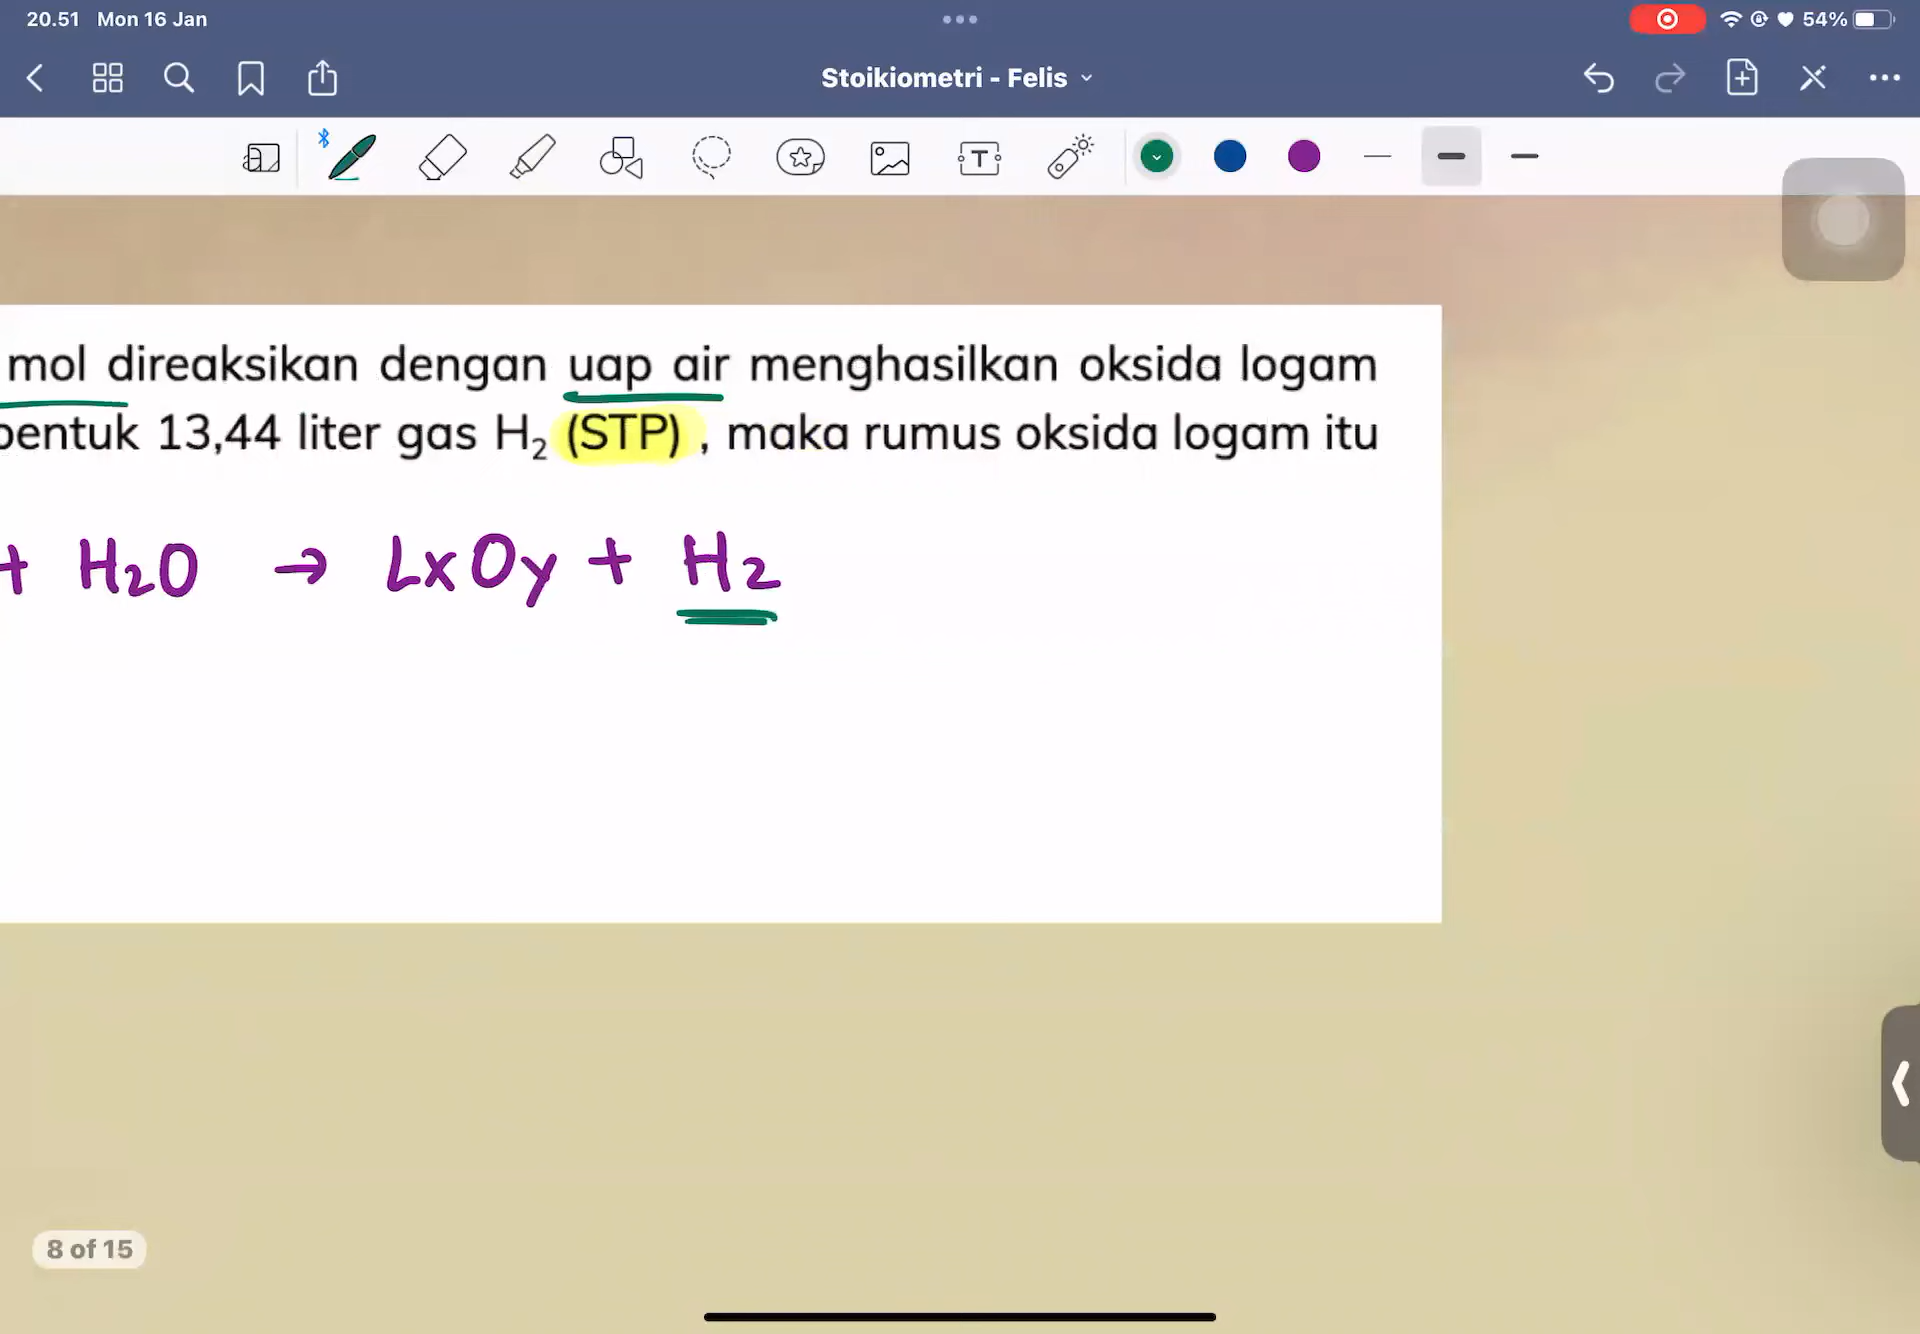 20.51 Mon 16 Jan
54%
Stoikiometri - Felis
mol direaksikan dengan uap air menghasilkan oksida logam
bentuk 13,44 liter gas H₂ (STP) , maka rumus oksida logam itu
+ H₂O → LxOy + H₂
8 of 15